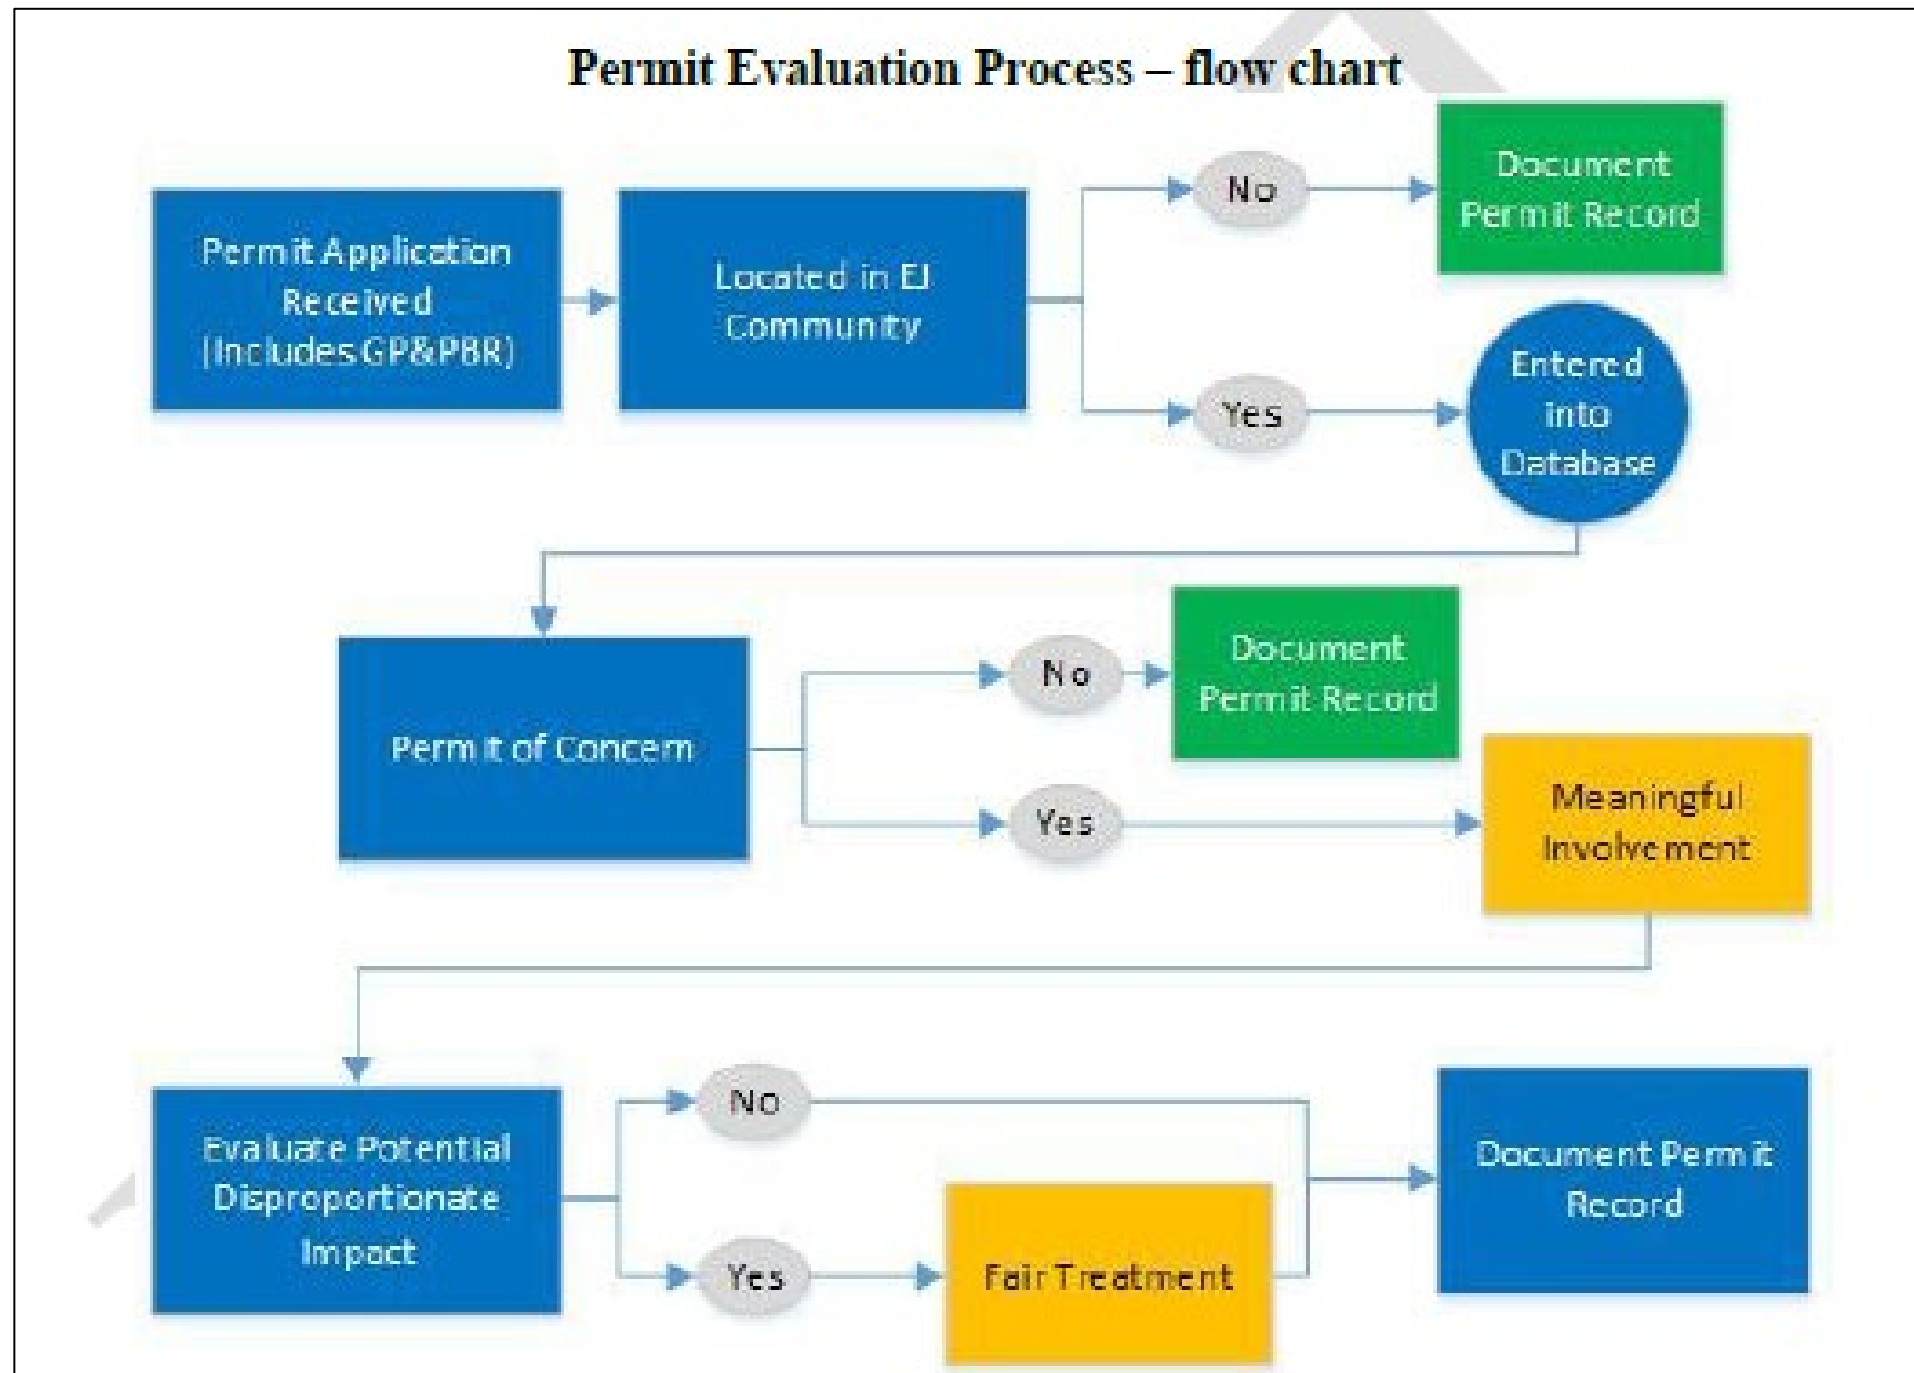 Permit Evaluation Process – flow chart
No
Document
Permit Record
Permit Application
Received
(Includes GP&PBR)
Located in EJ
Community
Yes
Entered
into
Database
Permit of Concern
No
Document
Permit Record
Yes
Meaningful
Involvement
Evaluate Potential
Disproportionate
Impact
No
Yes
Fair Treatment
Document Permit
Record